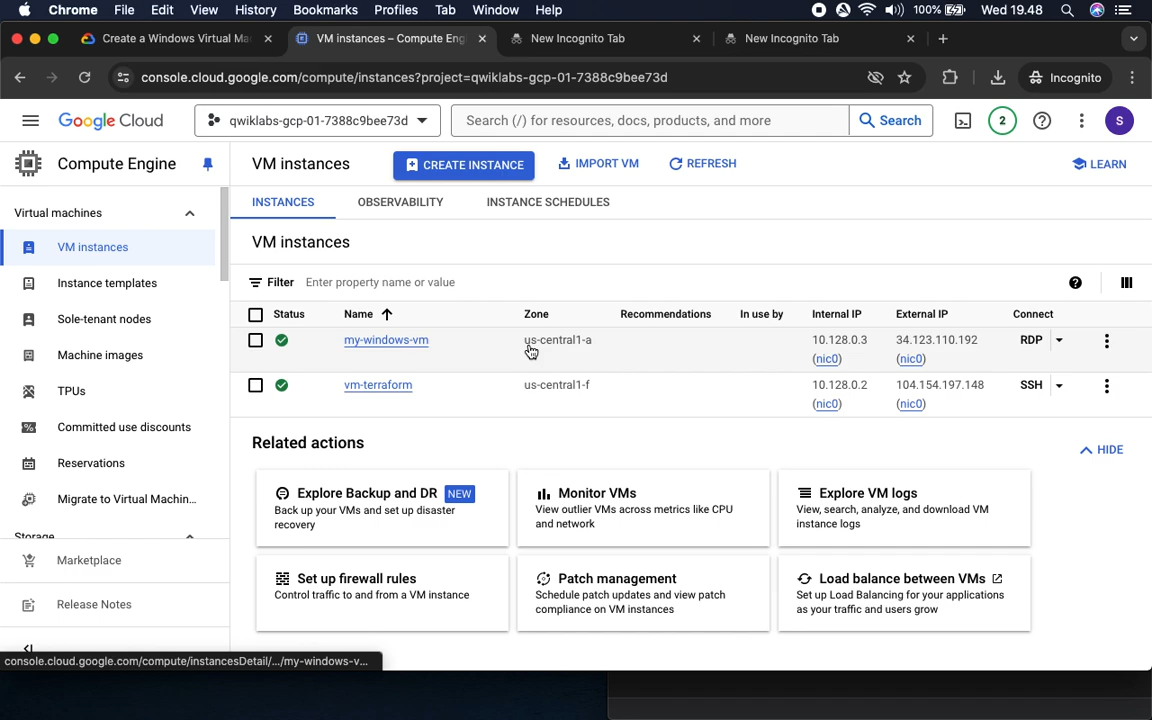 Chrome File Edit View History Bookmarks Profiles Tab Window Help 100% Wed 19.48
Create a Windows Virtual Ma VM instances – Compute Eng New Incognito Tab New Incognito Tab
console.cloud.google.com/compute/instances?project=qwiklabs-gcp-01-7388c9bee73d Incognito
Google Cloud qwiklabs-gcp-01-7388c9bee73d Search (/) for resources, docs, products, and more Search 2 S
Compute Engine VM instances CREATE INSTANCE IMPORT VM REFRESH LEARN
Virtual machines
VM instances
Instance templates
Sole-tenant nodes
Machine images
TPUs
Committed use discounts
Reservations
Migrate to Virtual Machin...
Storage
Marketplace
Release Notes
INSTANCES OBSERVABILITY INSTANCE SCHEDULES
VM instances
Filter Enter property name or value
Status Name Zone Recommendations In use by Internal IP External IP Connect
my-windows-vm us-central1-a 10.128.0.3 34.123.110.192 RDP
(nic0) (nic0)
vm-terraform us-central1-f 10.128.0.2 104.154.197.148 SSH
(nic0) (nic0)
Related actions HIDE
Explore Backup and DR NEW
Back up your VMs and set up disaster
recovery
Monitor VMs
View outlier VMs across metrics like CPU
and network
Explore VM logs
View, search, analyze, and download VM
instance logs
Set up firewall rules
Control traffic to and from a VM instance
Patch management
Schedule patch updates and view patch
compliance on VM instances
Load balance between VMs
Set up Load Balancing for your applications
as your traffic and users grow
console.cloud.google.com/compute/instancesDetail/.../my-windows-v...